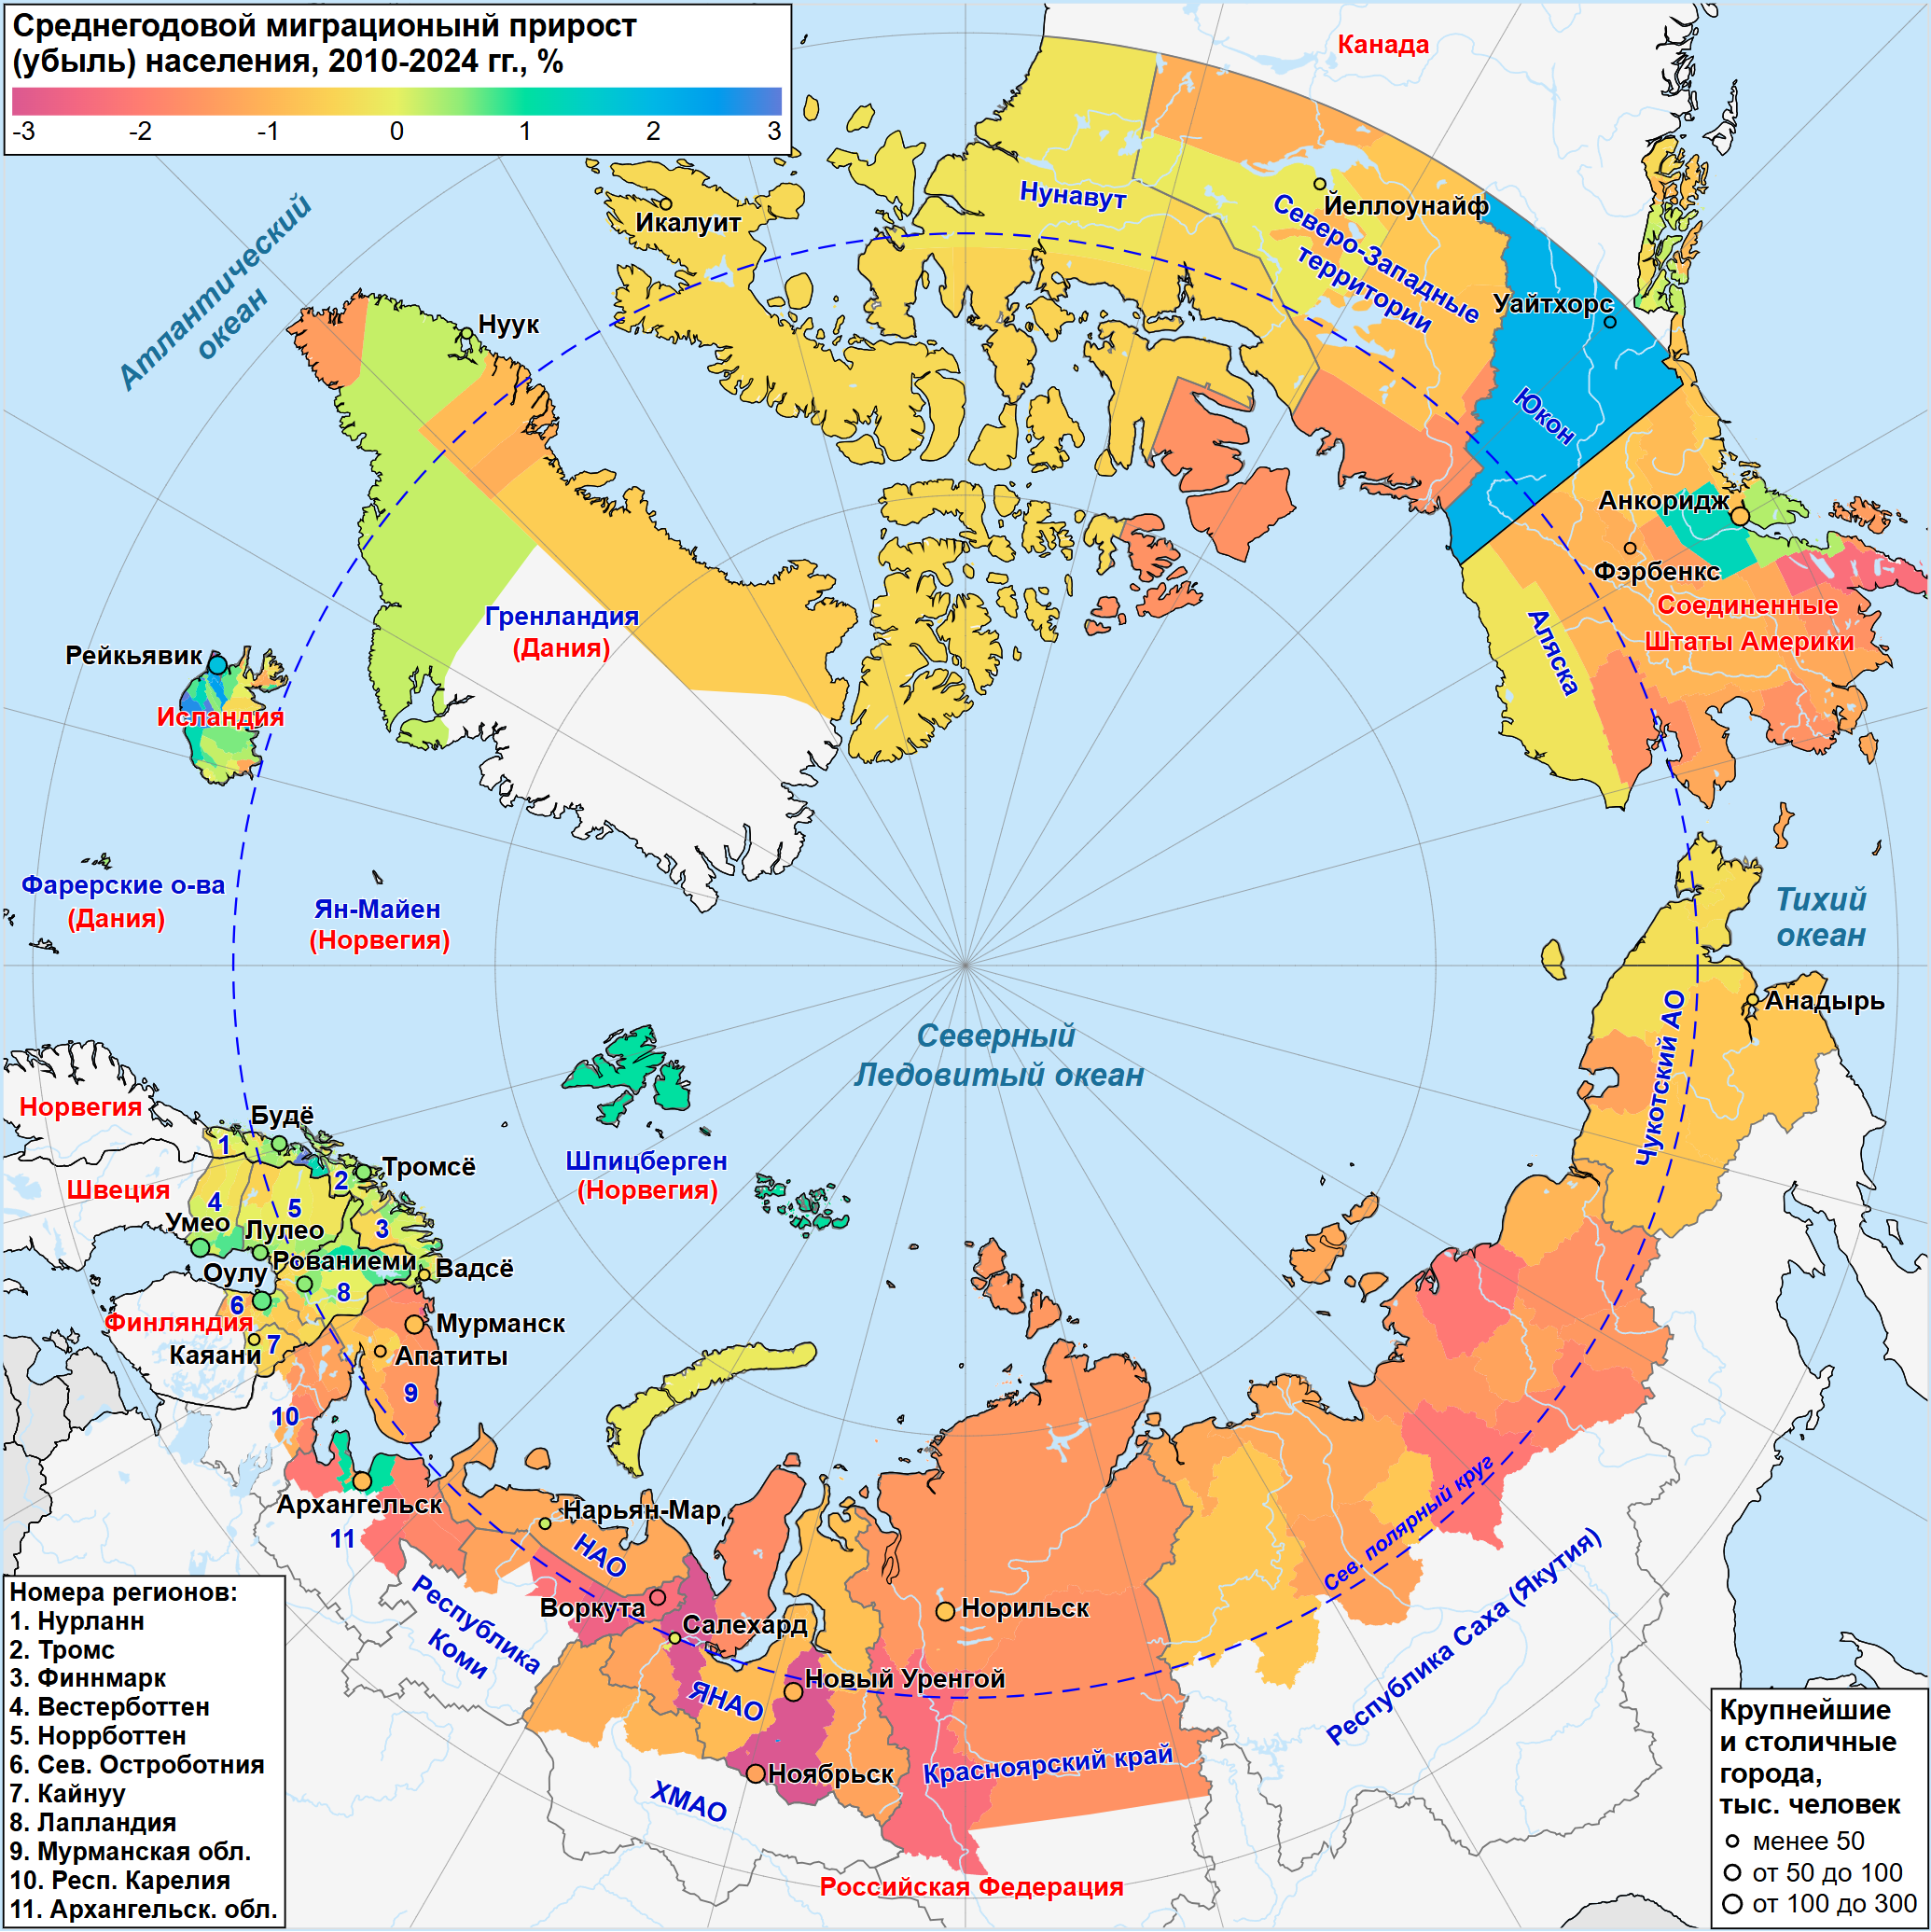 Среднегодовой миграционынй прирост
(убыль) населения, 2010-2024 гг., %
-3 -2 -1 0 1 2 3
Канада
Атлантический
океан
Икалуит
Нунавут
Йеллоунайф
Северо-Западные
территории
Уайтхорс
Юкон
Нуук
Анкоридж
Фэрбенкс
Соединенные
Штаты Америки
Аляска
Гренландия
(Дания)
Рейкьявик
Исландия
Фарерские о-ва
(Дания)
Ян-Майен
(Норвегия)
Тихий
океан
Анадырь
Чукотский АО
Северный
Ледовитый океан
Норвегия
Будё
1
Тромсё
2
Швеция
4
5
3
Умео
Лулео
Рованиеми
Вадсё
Оулу
8
6
Финляндия
7
Каяани
Мурманск
Апатиты
9
10
Шпицберген
(Норвегия)
Архангельск
11
Нарьян-Мар
НАО
Республика
Коми
Воркута
Салехард
Новый Уренгой
ЯНАО
Ноябрьск
ХМАО
Норильск
Красноярский край
Сев. полярный круг
Республика Саха (Якутия)
Российская Федерация
Номера регионов:
1. Нурланн
2. Тромс
3. Финнмарк
4. Вестерботтен
5. Норрботтен
6. Сев. Остроботния
7. Кайнуу
8. Лапландия
9. Мурманская обл.
10. Респ. Карелия
11. Архангельск. обл.
Крупнейшие
и столичные
города,
тыс. человек
менее 50
от 50 до 100
от 100 до 300